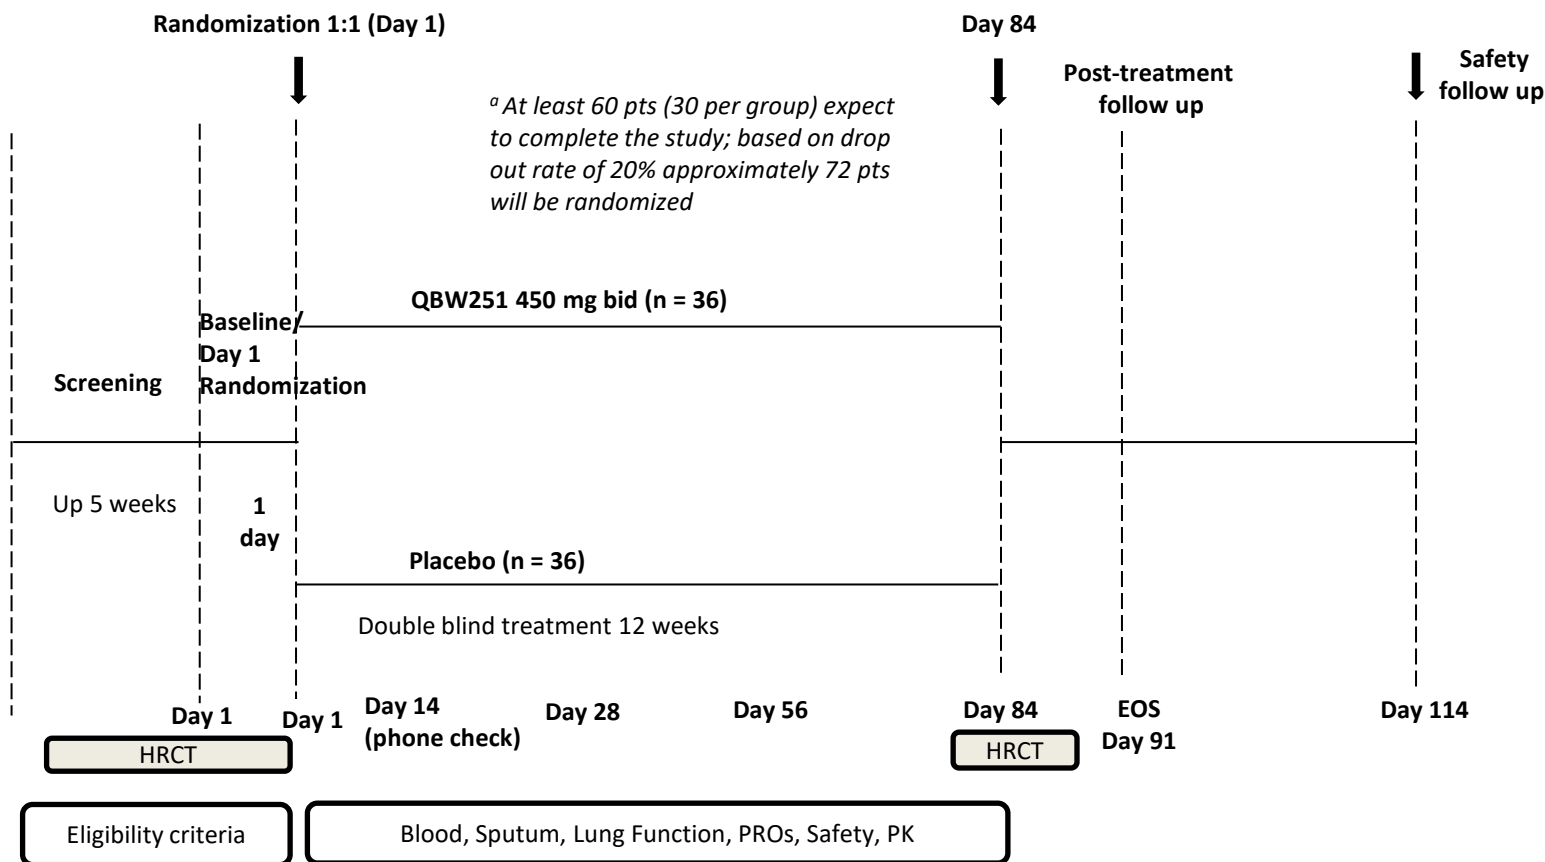 Randomization 1:1 (Day 1)
Day 84
Safety
follow up
Post-treatment
follow up
a At least 60 pts (30 per group) expect
to complete the study; based on drop
out rate of 20% approximately 72 pts
will be randomized
QBW251 450 mg bid (n = 36)
Baseline/
Day 1
Randomization
Screening
Up 5 weeks
1
day
Placebo (n = 36)
Double blind treatment 12 weeks
Day 1
Day 1
Day 14
(phone check)
Day 28
Day 56
Day 84
EOS
Day 91
Day 114
HRCT
HRCT
Eligibility criteria
Blood, Sputum, Lung Function, PROs, Safety, PK